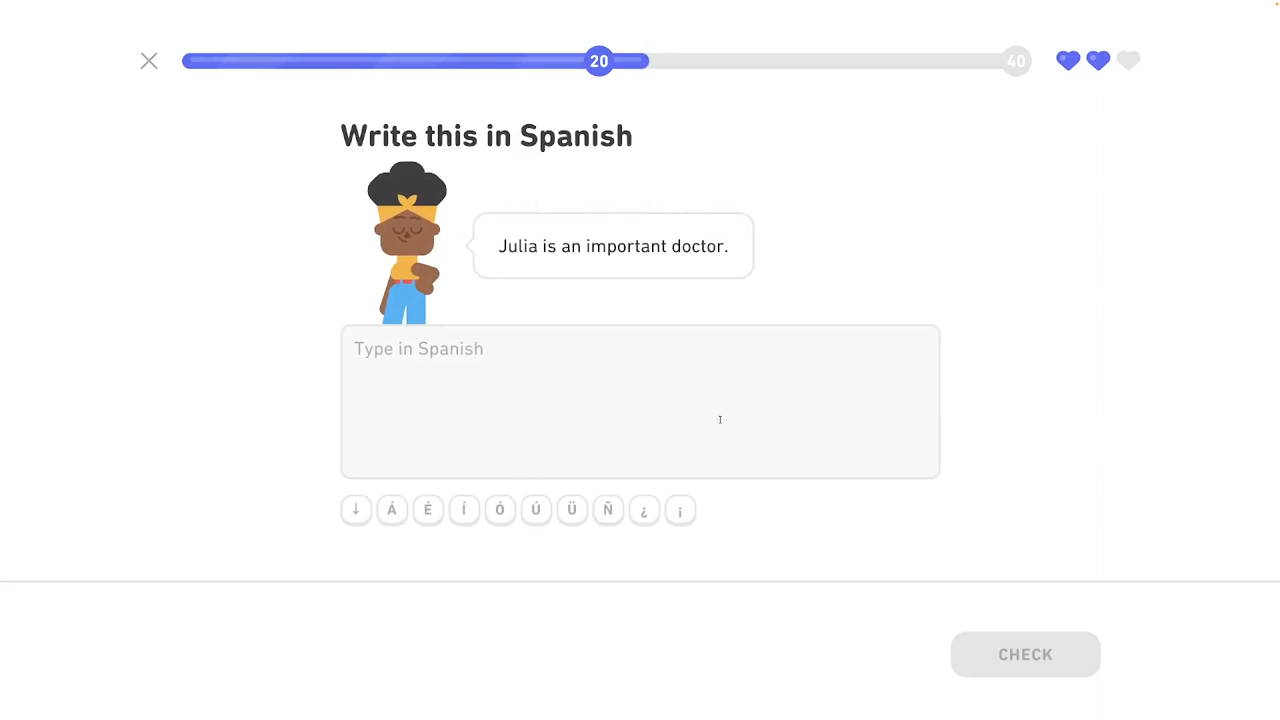 20
40
Write this in Spanish
Julia is an important doctor.
Type in Spanish
↓ Á É Í Ó Ú Ü Ñ ¿ ¡
CHECK